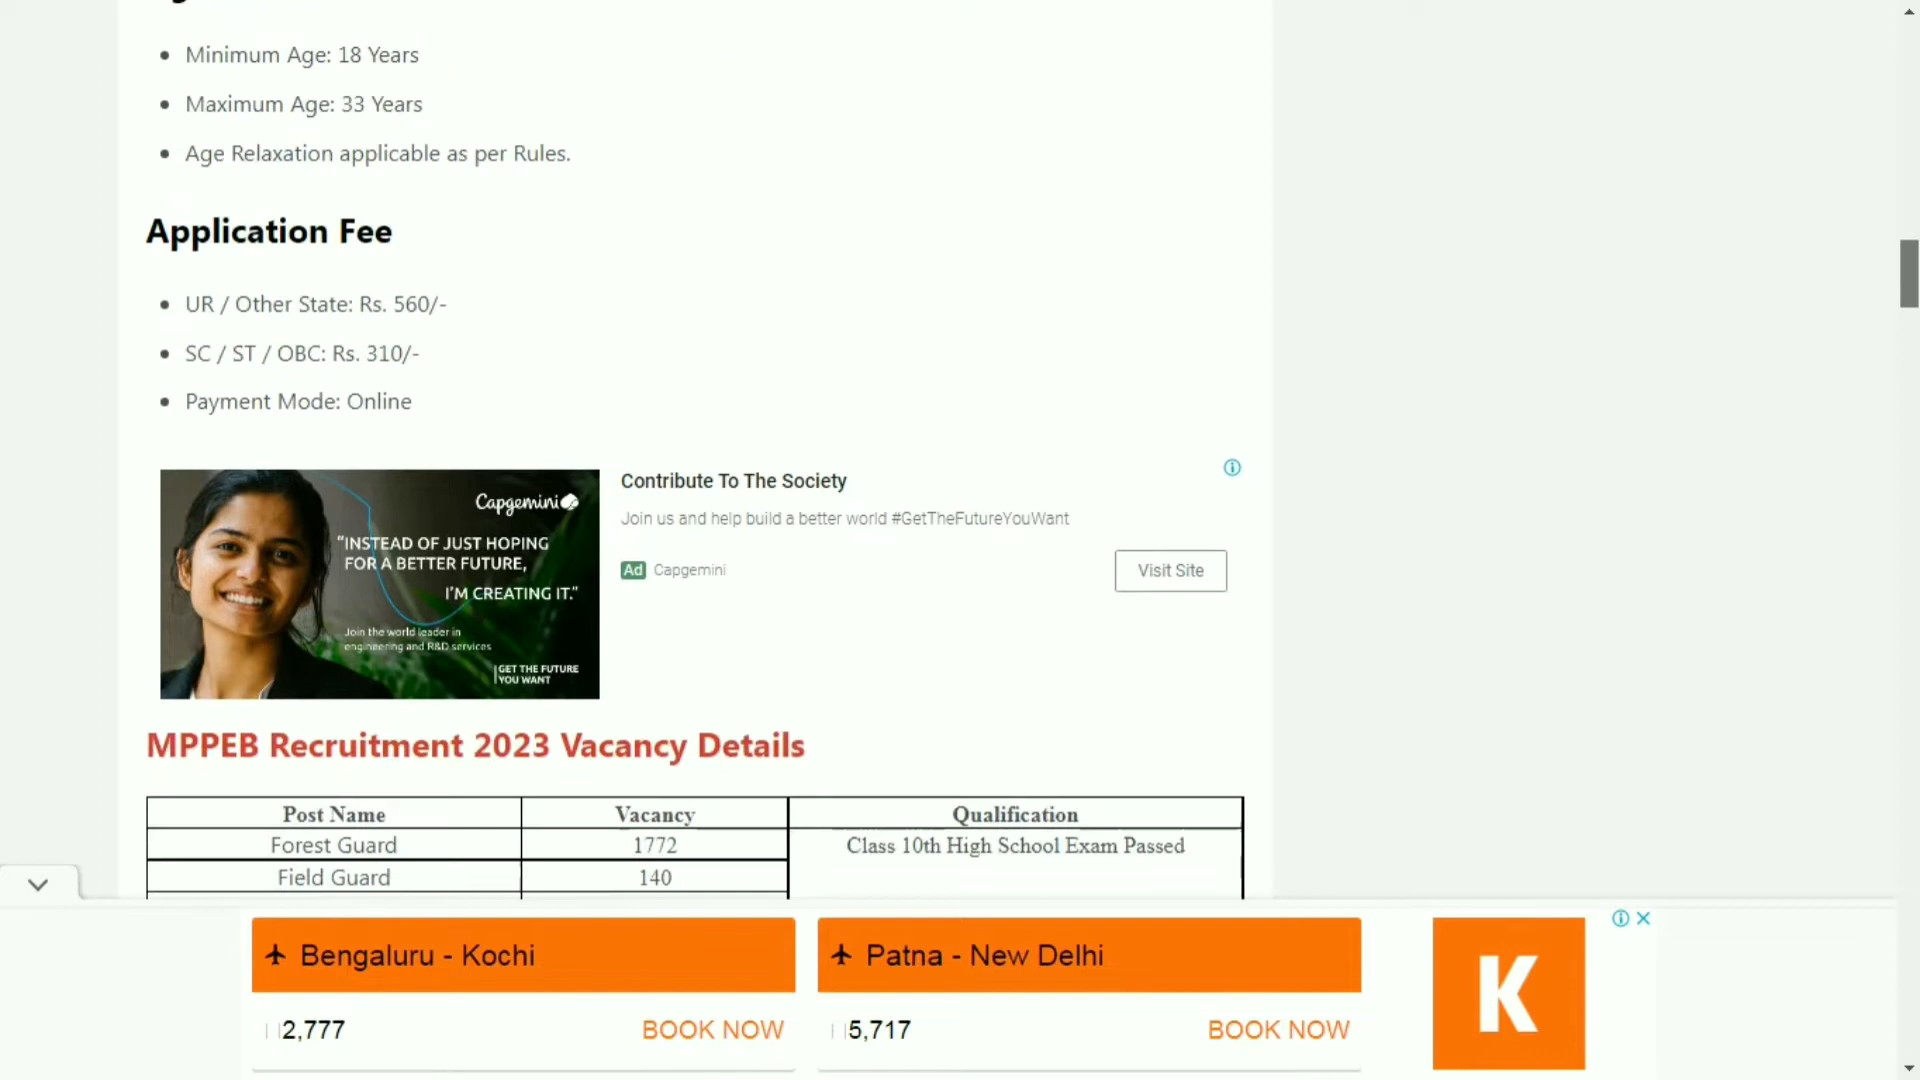 Minimum Age: 18 Years
Maximum Age: 33 Years
Age Relaxation applicable as per Rules.
Application Fee
UR / Other State: Rs. 560/-
SC / ST / OBC: Rs. 310/-
Payment Mode: Online
Capgemini
“INSTEAD OF JUST HOPING
FOR A BETTER FUTURE,
I'M CREATING IT.”
Join the world leader in
engineering and R&D services
GET THE FUTURE
YOU WANT
Contribute To The Society
Join us and help build a better world #GetTheFutureYouWant
Ad Capgemini
Visit Site
MPPEB Recruitment 2023 Vacancy Details
Post Name Vacancy Qualification
Forest Guard 1772 Class 10th High School Exam Passed
Field Guard 140
Bengaluru - Kochi
2,777 BOOK NOW
Patna - New Delhi
5,717 BOOK NOW
K